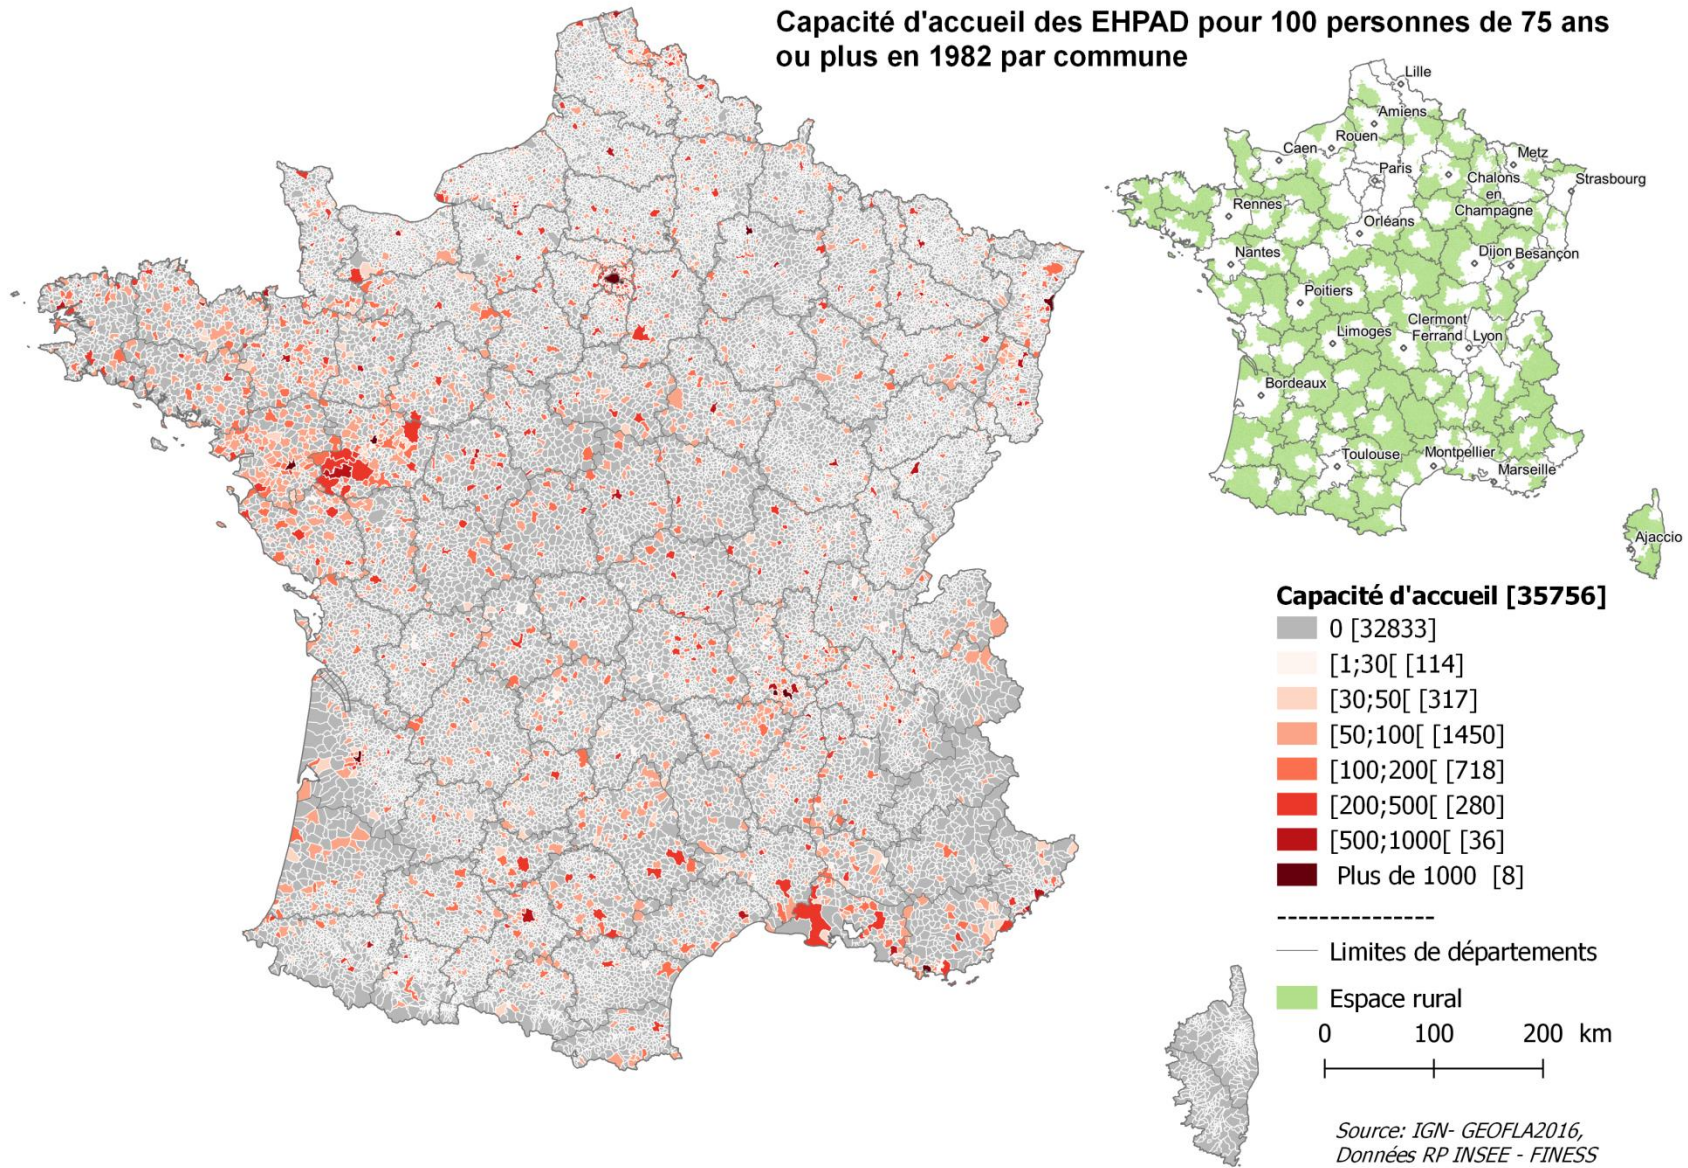 Capacité d'accueil des EHPAD pour 100 personnes de 75 ans
ou plus en 1982 par commune
Lille
Amiens
Rouen
Caen
Paris
Metz
Strasbourg
Chalons
en
Champagne
Rennes
Orléans
Nantes
Dijon
Besançon
Poitiers
Clermont
Ferrand
Limoges
Lyon
Bordeaux
Toulouse
Montpellier
Marseille
Ajaccio
Capacité d'accueil [35756]
0 [32833]
[1;30[ [114]
[30;50[ [317]
[50;100[ [1450]
[100;200[ [718]
[200;500[ [280]
[500;1000[ [36]
Plus de 1000 [8]
---------------
Limites de départements
Espace rural
0 100 200 km
Source: IGN- GEOFLA2016,
Données RP INSEE - FINESS